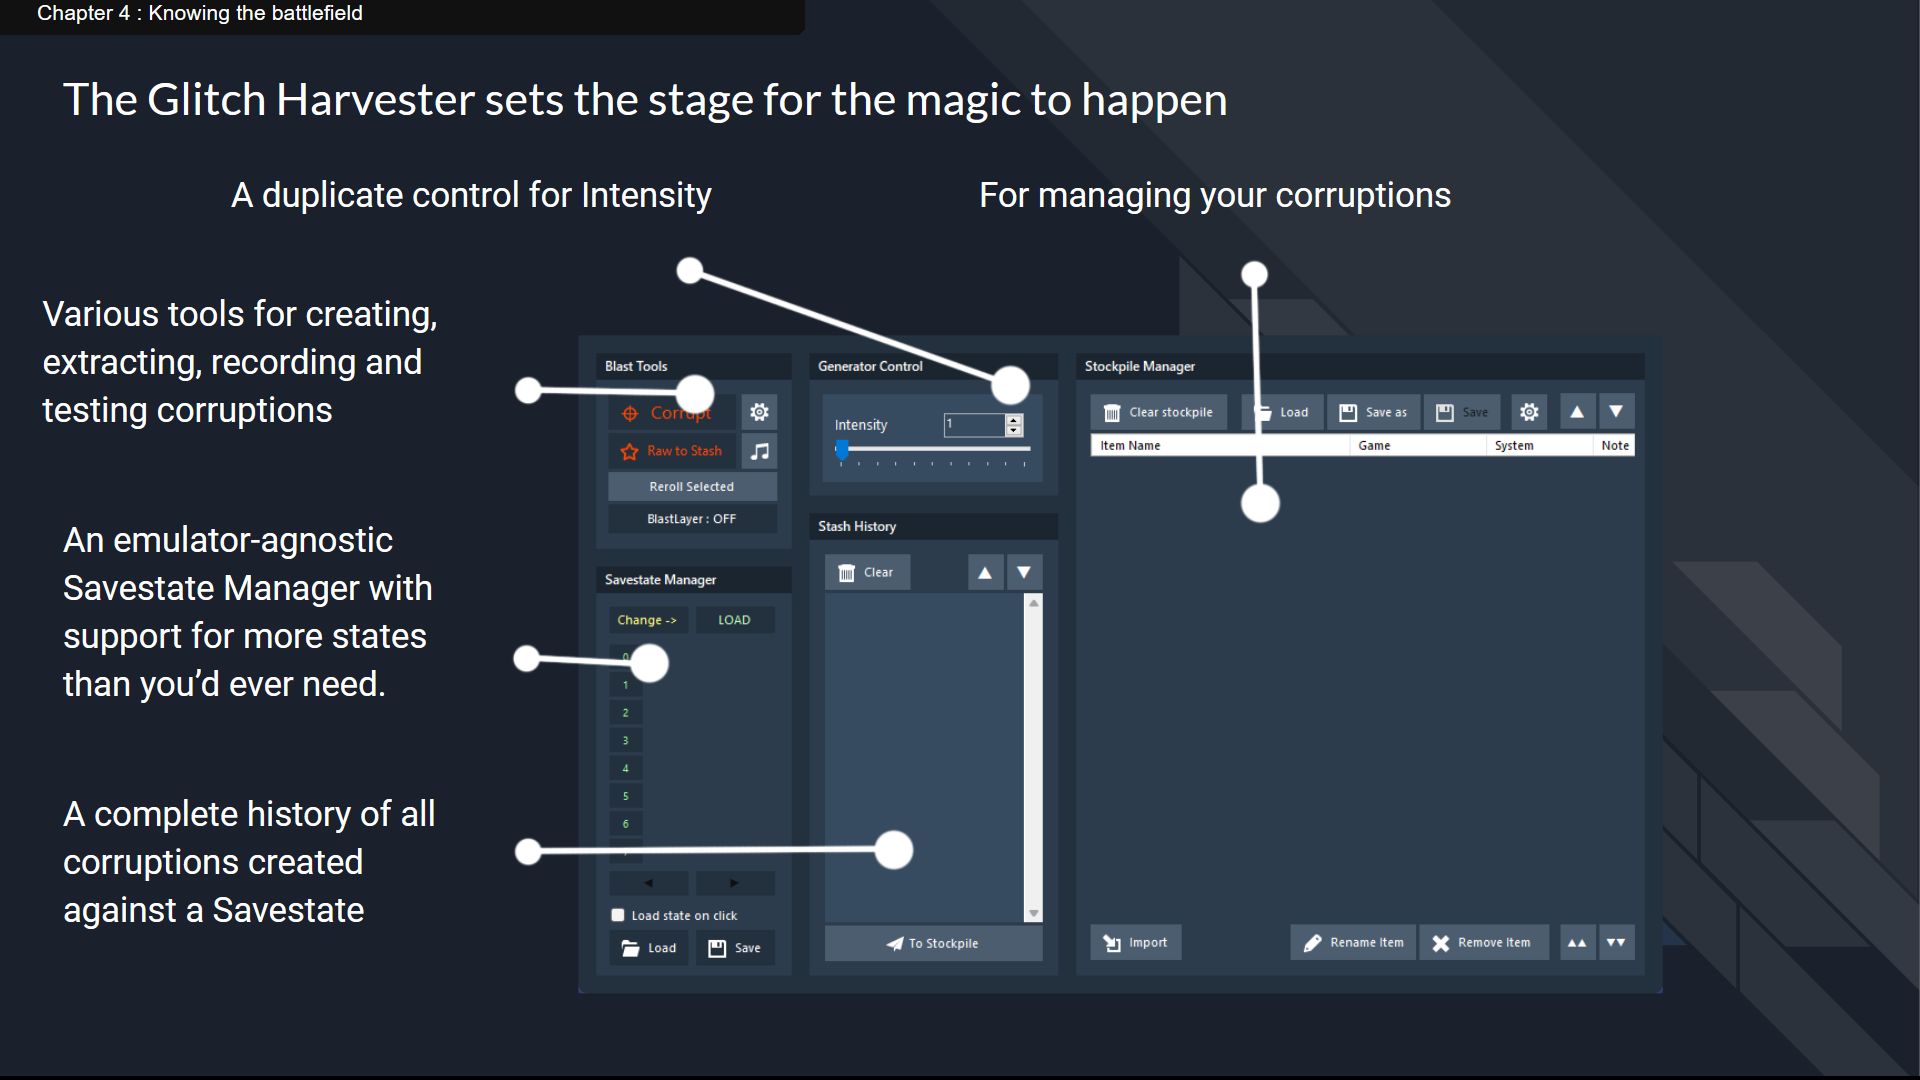 Chapter 4 : Knowing the battlefield
The Glitch Harvester sets the stage for the magic to happen
A duplicate control for Intensity
For managing your corruptions
Various tools for creating,
extracting, recording and
testing corruptions
An emulator-agnostic
Savestate Manager with
support for more states
than you’d ever need.
A complete history of all
corruptions created
against a Savestate
Blast Tools
Corrupt
Raw to Stash
Reroll Selected
BlastLayer : OFF
Savestate Manager
Change -> LOAD
0
1
2
3
4
5
6
Load state on click
Load Save
Generator Control
Intensity 1
Stash History
Clear
To Stockpile
Stockpile Manager
Clear stockpile Load Save as Save
Item Name Game System Note
Import Rename Item Remove Item